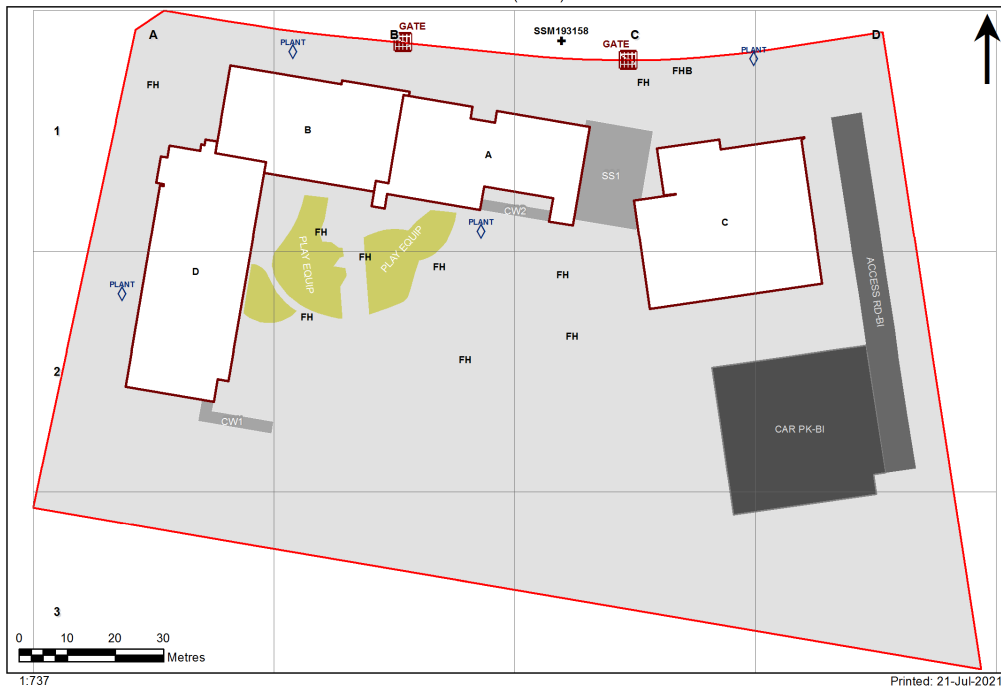 A
B
GATE
SSM193158
C
D
PLANT
GATE
PLANT
FH
FHB
FH
1
B
A
SS1
C
CW2
PLANT
FH
PLAY EQUIP
PLAY EQUIP
FH
FH
FH
D
ACCESS RD-BI
PLANT
FH
FH
FH
2
CW1
CAR PK-BI
3
0 10 20 30
Metres
1:737
Printed: 21-Jul-2021